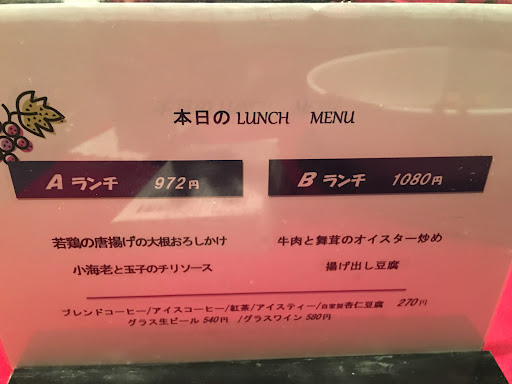 本日の LUNCH MENU
A ランチ 972円
B ランチ 1080円
若鶏の唐揚げの大根おろしかけ
小海老と玉子のチリソース
牛肉と舞茸のオイスター炒め
揚げ出し豆腐
ブレンドコーヒー/アイスコーヒー/紅茶/アイスティー/自家製杏仁豆腐 270円
グラス生ビール 540円 /グラスワイン 580円